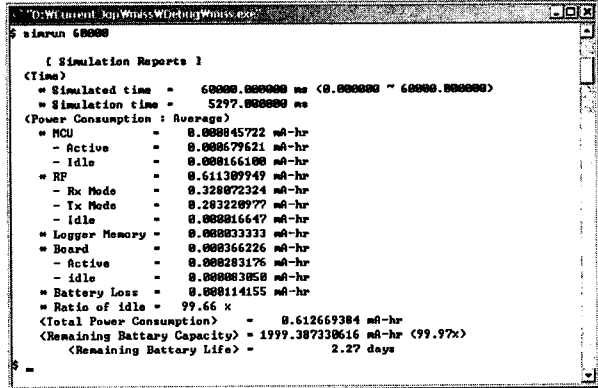 "D:\WCurrent_Jop\Wmiss\WDebug\Wmiss.exe"
$ simrun 60000
[ Simulation Reports ]
(Time)
* Simulated time = 60000.000000 ms (0.000000 ~ 60000.000000)
* Simulation time = 5297.000000 ms
(Power Consumption : Average)
* MCU = 0.000845722 mA-hr
- Active = 0.000679621 mA-hr
- Idle = 0.000166100 mA-hr
* RF = 0.611309949 mA-hr
- Rx Mode = 0.328072324 mA-hr
- Tx Mode = 0.283220977 mA-hr
- Idle = 0.000016647 mA-hr
* Logger Memory = 0.000033333 mA-hr
* Board = 0.000366226 mA-hr
- Active = 0.000283176 mA-hr
- idle = 0.000083050 mA-hr
* Battery Loss = 0.000114155 mA-hr
* Ratio of idle = 99.66 %
<Total Power Consumption> = 0.612669384 mA-hr
<Remaining Battary Capacity> = 1999.387330616 mA-hr (99.97%)
<Remaining Battary Life> = 2.27 days
$ _